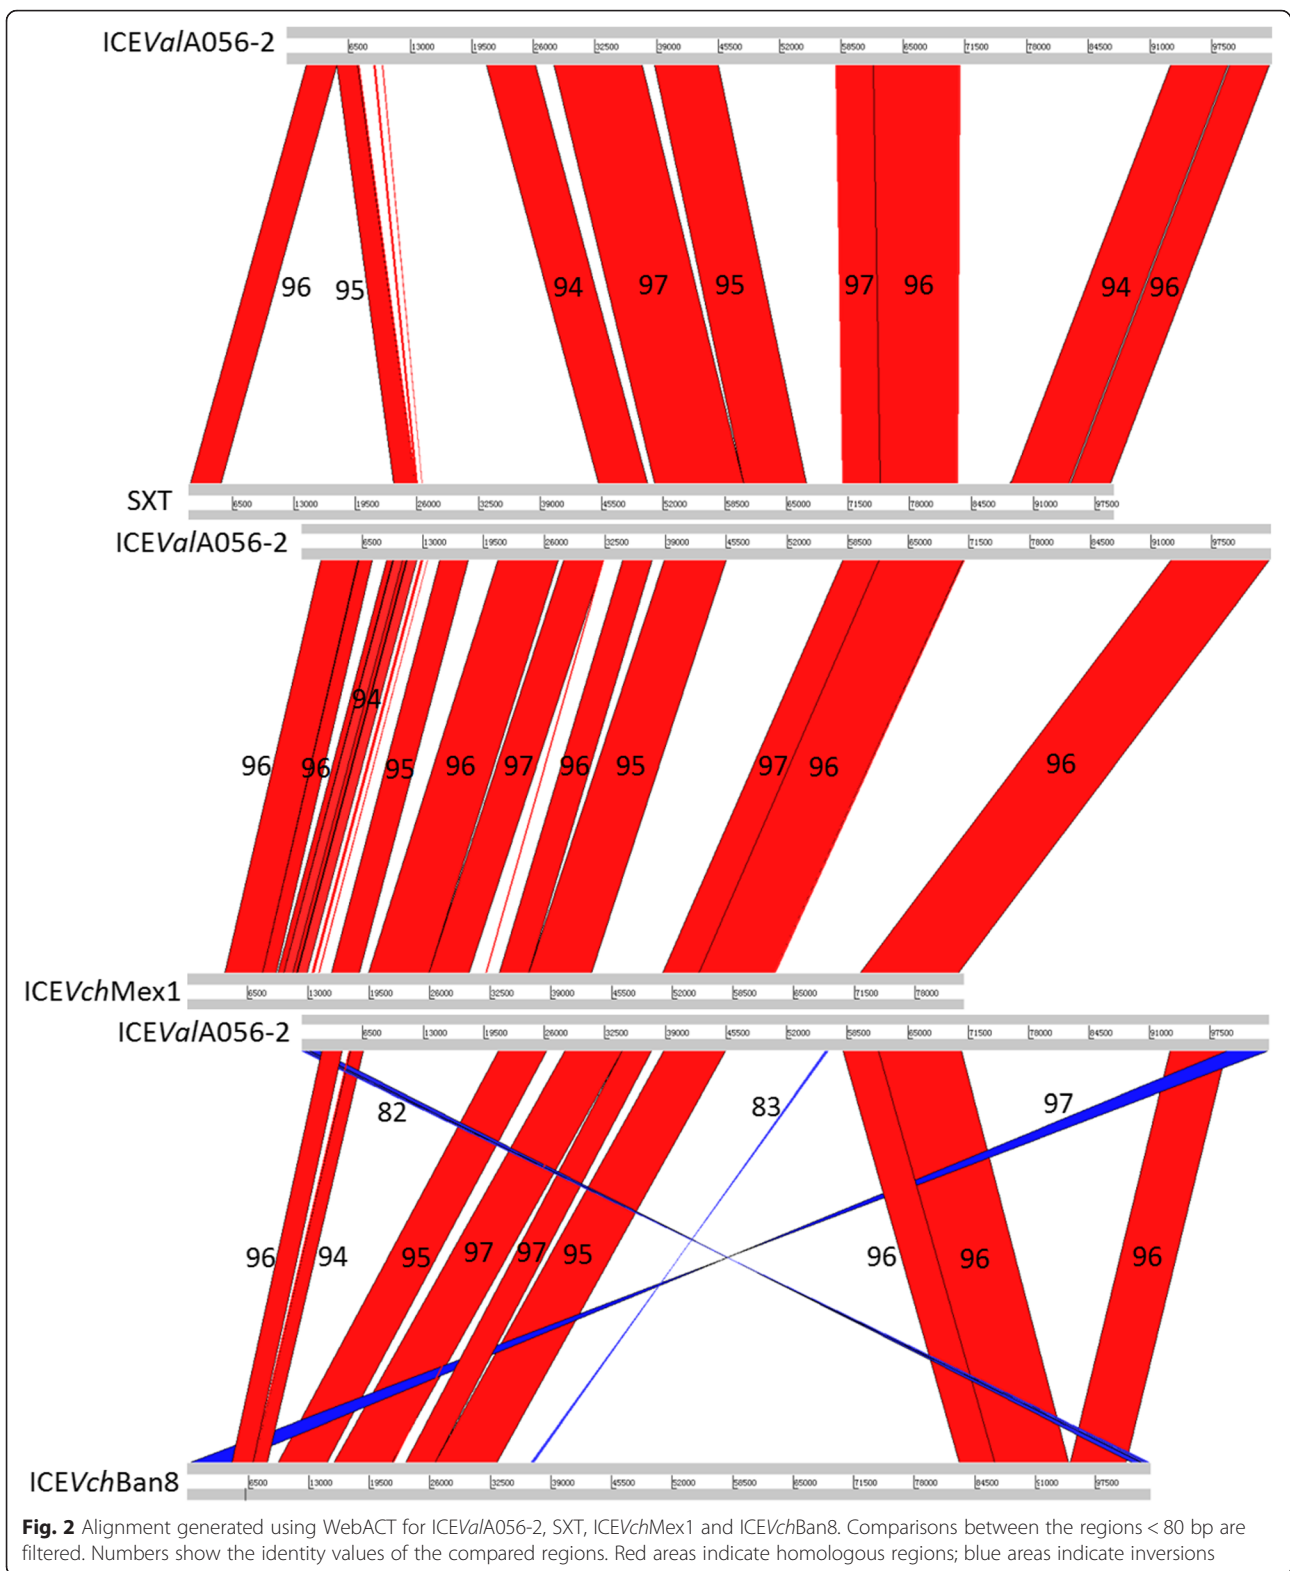 ICEValA056-2
6500 13000 19500 26000 32500 39000 45500 52000 58500 65000 71500 78000 84500 91000 97500
96 95 94 97 95 97 96 94 96
SXT
6500 13000 19500 26000 32500 39000 45500 52000 58500 65000 71500 78000 84500 91000 97500
ICEValA056-2
6500 13000 19500 26000 32500 39000 45500 52000 58500 65000 71500 78000 84500 91000 97500
94
96 96 95 96 97 96 95 97 96 96
ICEVchMex1
6500 13000 19500 26000 32500 39000 45500 52000 58500 65000 71500 78000
ICEValA056-2
6500 13000 19500 26000 32500 39000 45500 52000 58500 65000 71500 78000 84500 91000 97500
82 83 97
96 94 95 97 97 95 96 96 96
ICEVchBan8
6500 13000 19500 26000 32500 39000 45500 52000 58500 65000 71500 78000 84500 91000 97500
Fig. 2 Alignment generated using WebACT for ICEValA056-2, SXT, ICEVchMex1 and ICEVchBan8. Comparisons between the regions < 80 bp are
filtered. Numbers show the identity values of the compared regions. Red areas indicate homologous regions; blue areas indicate inversions